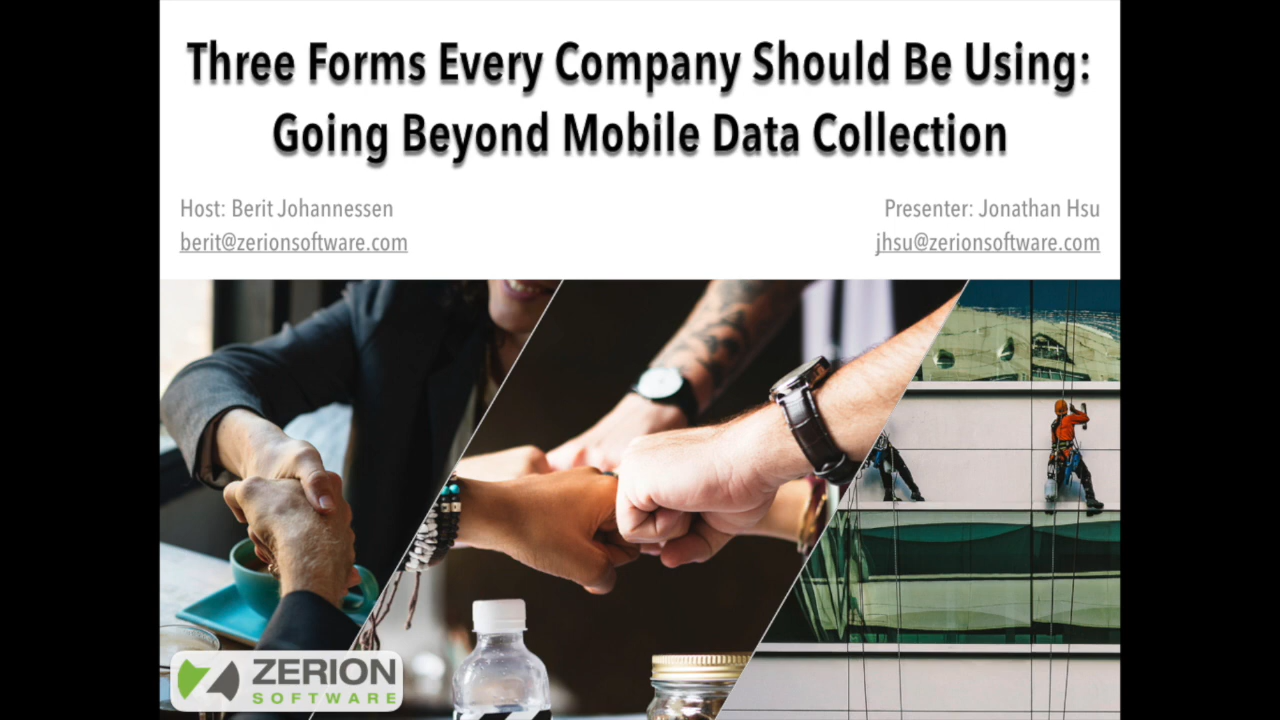 Three Forms Every Company Should Be Using:
Going Beyond Mobile Data Collection
Host: Berit Johannessen
berit@zerionsoftware.com
Presenter: Jonathan Hsu
jhsu@zerionsoftware.com
ZERION
SOFTWARE